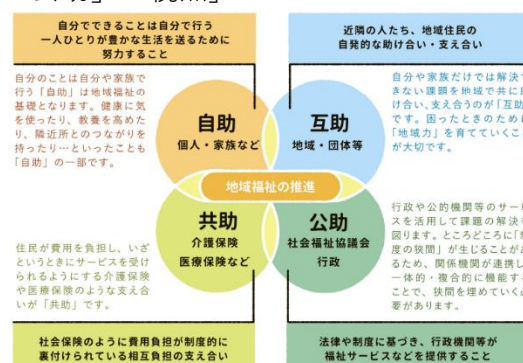 自分でできることは自分で行う
一人ひとりが豊かな生活を送るために
努力すること
近隣の人たち、地域住民の
自発的な助け合い・支え合い
自分のことは自分や家族で
行う「自助」は地域福祉の
基礎となります。健康に気
を使ったり、教養を高めた
り、隣近所とのつながりを
持ったり…といったことも
「自助」の一部です。
自助
個人・家族など
互助
地域・団体等
自分や家族だけでは解決で
きない課題を地域で共に助
け合い、支え合うのが「互助」
です。困ったときのために
「地域力」を育てていくこと
が大切です。
地域福祉の推進
住民が費用を負担し、いざ
というときにサービスを受け
られるようにする介護保険
や医療保険のような支え合
いが「共助」です。
共助
介護保険
医療保険など
公助
社会福祉協議会
行政
行政や公的機関等のサービ
スを活用して課題の解決を
図ります。ところどころに「制
度の狭間」が生じることがあ
るため、関係機関が連携し、
一体的・複合的に機能する
ことで、狭間を埋めていく必
要があります。
社会保険のように費用負担が制度的に
裏付けられている相互負担の支え合い
法律や制度に基づき、行政機関等が
福祉サービスなどを提供すること